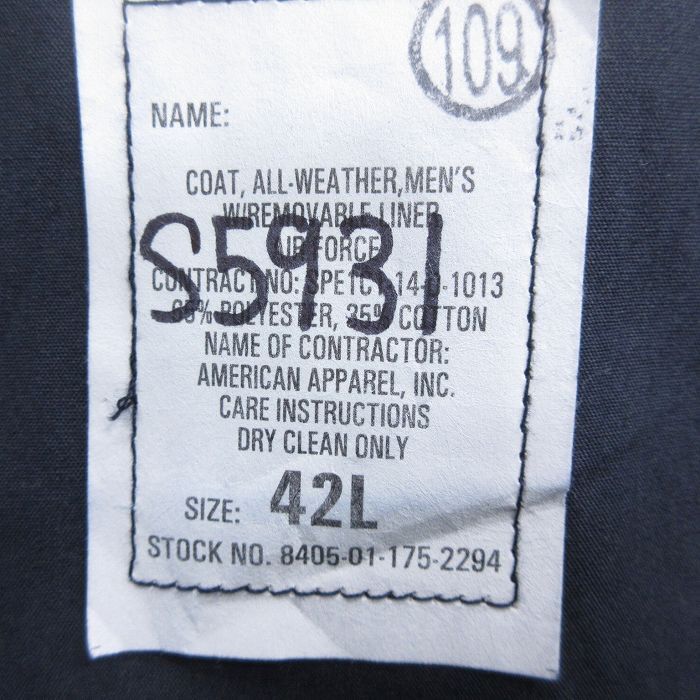 109
NAME:
COAT, ALL-WEATHER, MEN'S
W/REMOVABLE LINER
AIR FORCE
S5931
CONTRACT NO: SPE1C1-14-D-1013
65% POLYESTER, 35% COTTON
NAME OF CONTRACTOR:
AMERICAN APPAREL, INC.
CARE INSTRUCTIONS
DRY CLEAN ONLY
SIZE: 42L
STOCK NO. 8405-01-175-2294